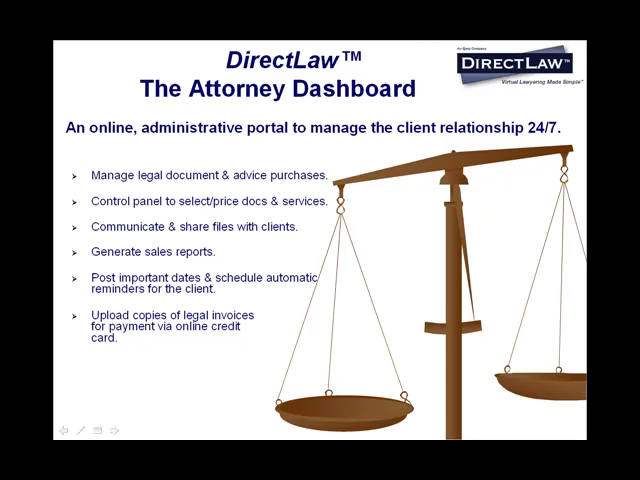 DirectLaw™
The Attorney Dashboard
An Epoq Company
DIRECTLAW™
Virtual Lawyering Made Simple™
An online, administrative portal to manage the client relationship 24/7.
Manage legal document & advice purchases.
Control panel to select/price docs & services.
Communicate & share files with clients.
Generate sales reports.
Post important dates & schedule automatic
reminders for the client.
Upload copies of legal invoices
for payment via online credit
card.